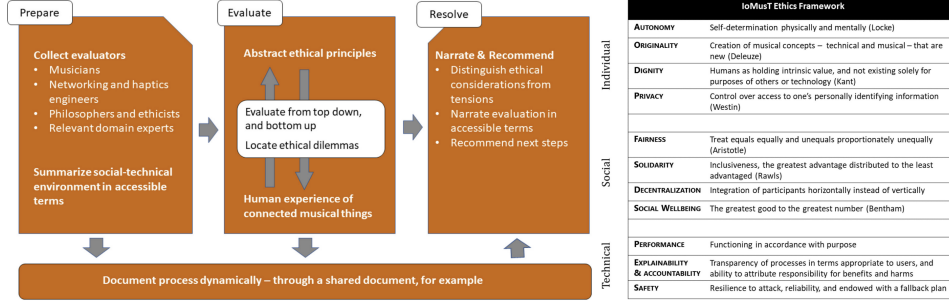 Prepare
Collect evaluators
• Musicians
• Networking and haptics
engineers
• Philosophers and ethicists
• Relevant domain experts
Summarize social-technical
environment in accessible
terms
Evaluate
Abstract ethical principles
Evaluate from top down,
and bottom up
Locate ethical dilemmas
Human experience of
connected musical things
Resolve
Narrate & Recommend
• Distinguish ethical
considerations from
tensions
• Narrate evaluation in
accessible terms
• Recommend next steps
Document process dynamically – through a shared document, for example
IoMusT Ethics Framework
Individual
AUTONOMY Self-determination physically and mentally (Locke)
ORIGINALITY Creation of musical concepts – technical and musical – that are
new (Deleuze)
DIGNITY Humans as holding intrinsic value, and not existing solely for
purposes of others or technology (Kant)
PRIVACY Control over access to one's personally identifying information
(Westin)
Social
FAIRNESS Treat equals equally and unequals proportionately unequally
(Aristotle)
SOLIDARITY Inclusiveness, the greatest advantage distributed to the least
advantaged (Rawls)
DECENTRALIZATION Integration of participants horizontally instead of vertically
SOCIAL WELLBEING The greatest good to the greatest number (Bentham)
Technical
PERFORMANCE Functioning in accordance with purpose
EXPLAINABILITY Transparency of processes in terms appropriate to users, and
& ACCOUNTABILITY ability to attribute responsibility for benefits and harms
SAFETY Resilience to attack, reliability, and endowed with a fallback plan